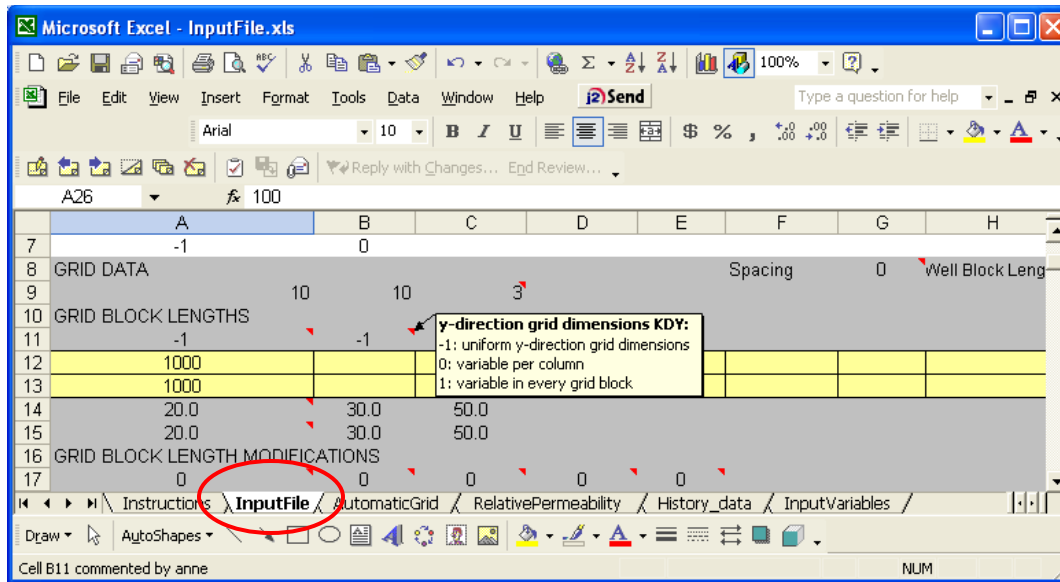 Microsoft Excel - InputFile.xls
ABC Σ 100%
File Edit View Insert Format Tools Data Window Help j2 Send Type a question for help
Arial 10 B I U $ % ,
Reply with Changes... End Review...
A26 fx 100
A B C D E F G H
7 -1 0
8 GRID DATA Spacing 0 Well Block Leng
9 10 10 3
10 GRID BLOCK LENGTHS
y-direction grid dimensions KDY:
11 -1 -1 -1: uniform y-direction grid dimensions
12 1000 0: variable per column
13 1000 1: variable in every grid block
14 20.0 30.0 50.0
15 20.0 30.0 50.0
16 GRID BLOCK LENGTH MODIFICATIONS
17 0 0 0 0 0
Instructions InputFile AutomaticGrid RelativePermeability History_data InputVariables
Draw AutoShapes
Cell B11 commented by anne NUM